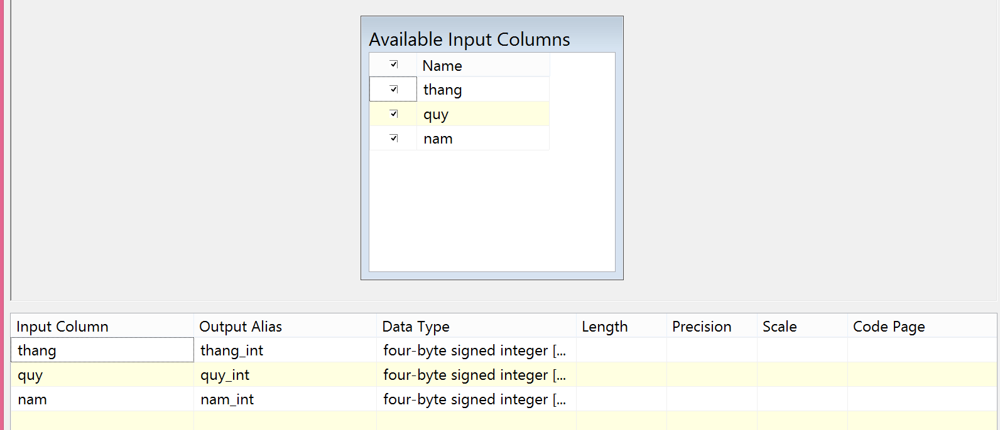 Available Input Columns
Name
thang
quy
nam
Input Column Output Alias Data Type Length Precision Scale Code Page
thang thang_int four-byte signed integer [...
quy quy_int four-byte signed integer [...
nam nam_int four-byte signed integer [...